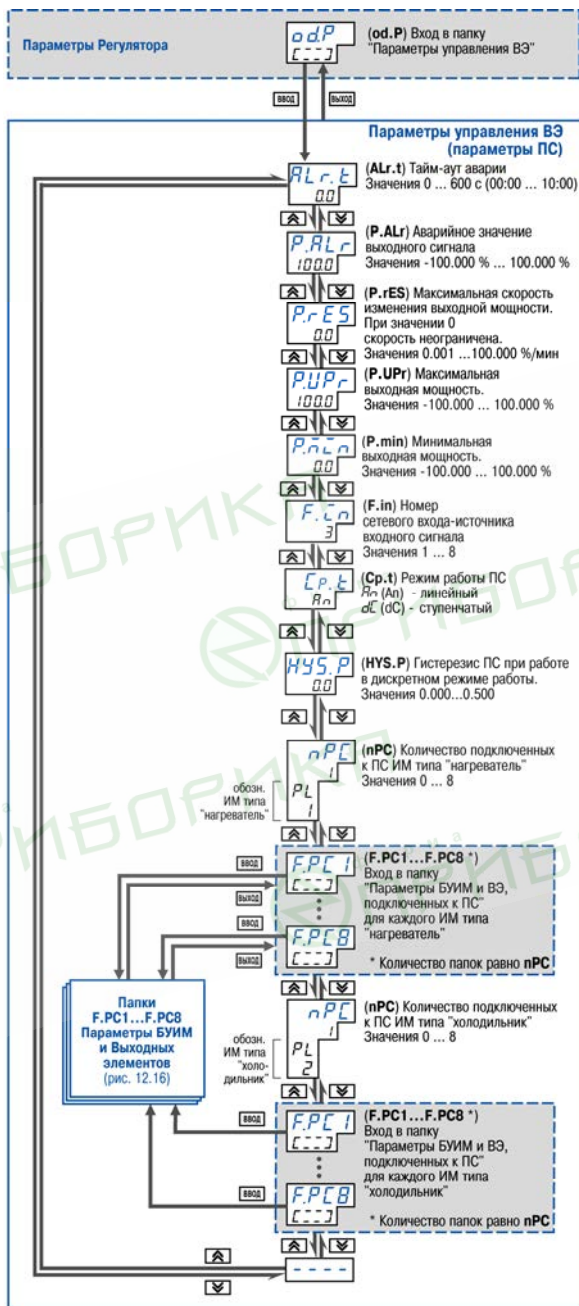 Параметры Регулятора
od.P
[---]
(od.P) Вход в папку
"Параметры управления ВЭ"
ВВОД
ВЫХОД
Параметры управления ВЭ
(параметры ПС)
ALr.t
0.0
(ALr.t) Тайм-аут аварии
Значения 0 ... 600 с (00:00 ... 10:00)
P.ALr
100.0
(P.ALr) Аварийное значение
выходного сигнала
Значения -100.000 % ... 100.000 %
P.rES
0.0
(P.rES) Максимальная скорость
изменения выходной мощности.
При значении 0
скорость неограничена.
Значения 0.001 ...100.000 %/мин
P.UPr
100.0
(P.UPr) Максимальная
выходная мощность.
Значения -100.000 ... 100.000 %
P.min
0.0
(P.min) Минимальная
выходная мощность.
Значения -100.000 ... 100.000 %
F.in
3
(F.in) Номер
сетевого входа-источника
входного сигнала
Значения 1 ... 8
Cp.t
An
(Cp.t) Режим работы ПС
An (An) - линейный
dC (dC) - ступенчатый
HYS.P
0.0
(HYS.P) Гистерезис ПС при работе
в дискретном режиме работы.
Значения 0.000...0.500
nPC
1
PL
1
обозн.
ИМ типа
"нагреватель"
(nPC) Количество подключенных
к ПС ИМ типа "нагреватель"
Значения 0 ... 8
ВВОД
ВЫХОД
ВВОД
ВЫХОД
F.PC1
[---]
F.PC8
[---]
(F.PC1...F.PC8 *)
Вход в папку
"Параметры БУИМ и ВЭ,
подключенных к ПС"
для каждого ИМ типа
"нагреватель"
* Количество папок равно nPC
Папки
F.PC1...F.PC8
Параметры БУИМ
и Выходных
элементов
(рис. 12.16)
nPC
1
PL
2
обозн.
ИМ типа
"холо-
дильник"
(nPC) Количество подключенных
к ПС ИМ типа "холодильник"
Значения 0 ... 8
ВВОД
ВВОД
F.PC1
[---]
F.PC8
[---]
(F.PC1...F.PC8 *)
Вход в папку
"Параметры БУИМ и ВЭ,
подключенных к ПС"
для каждого ИМ типа
"холодильник"
* Количество папок равно nPC
----
ПРИБОРИКА